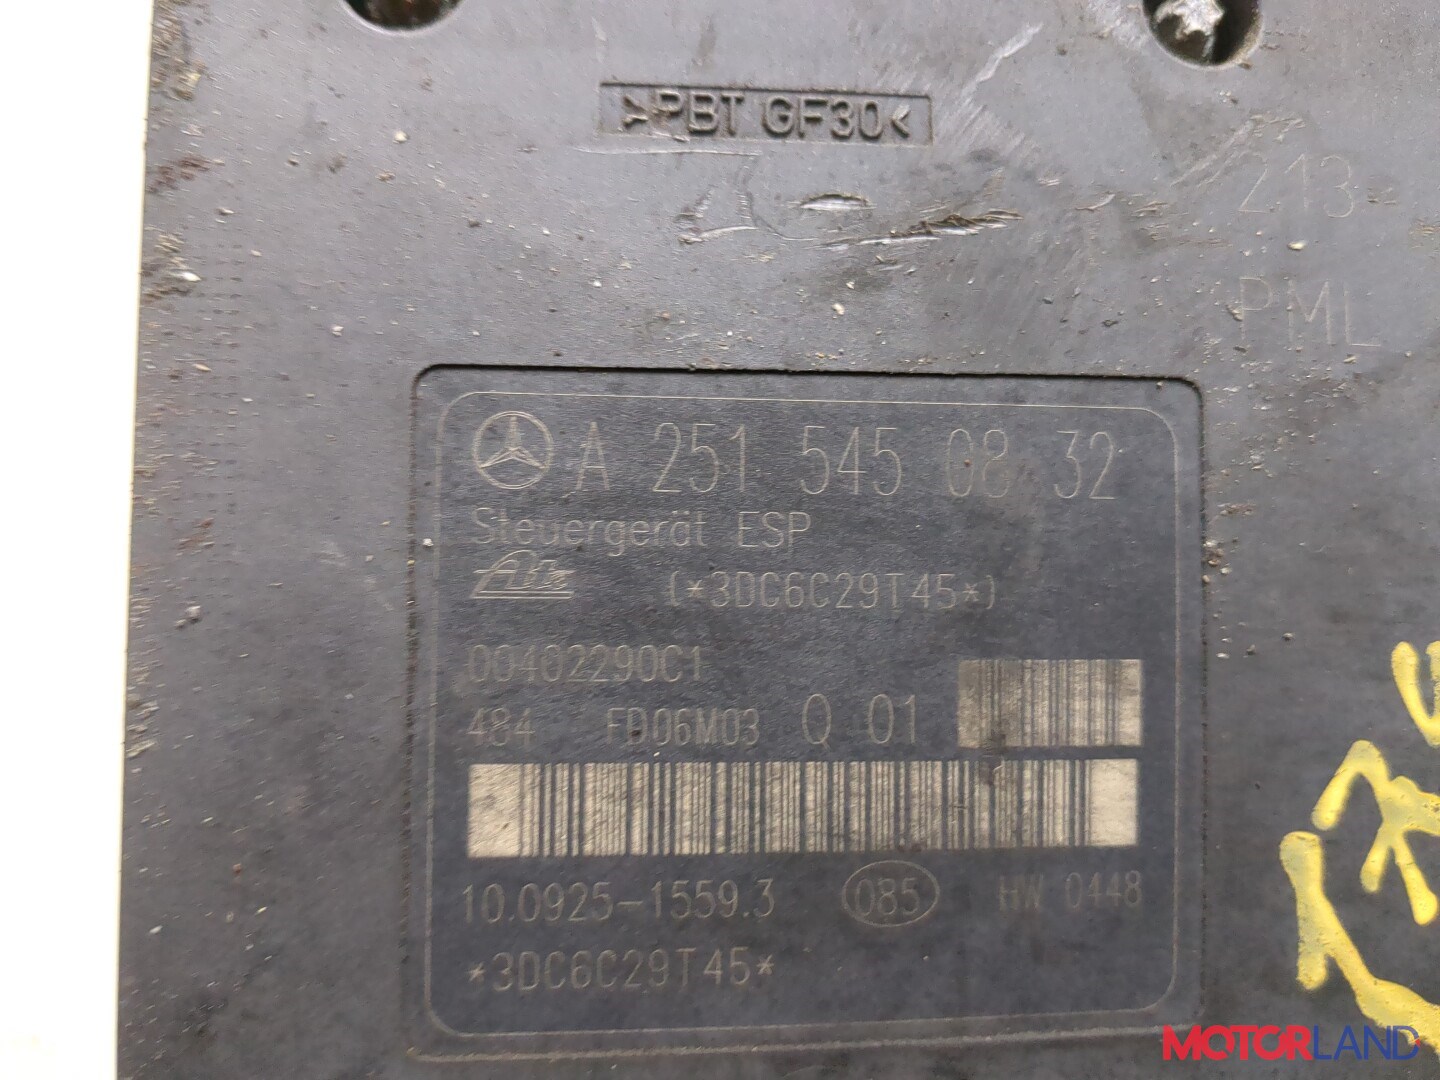 >PBT GF30<
213
PML
A 251 545 08 32
Steuergerät ESP
Ate (*3DC6C29T45*)
00402290C1
484 FD06M03 Q 01
10.0925-1559.3 085 HW 0448
*3DC6C29T45*
MOTORLAND